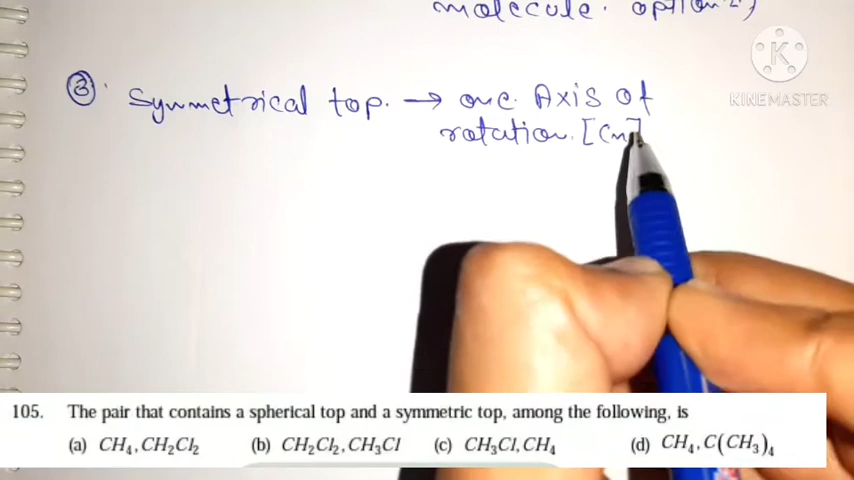 molecule. option
KINEMASTER
③ Symmetrical top. → one Axis of
rotation. [Cn]
105. The pair that contains a spherical top and a symmetric top, among the following, is
(a) CH₄, CH₂Cl₂ (b) CH₂Cl₂, CH₃Cl (c) CH₃Cl, CH₄ (d) CH₄, C(CH₃)₄